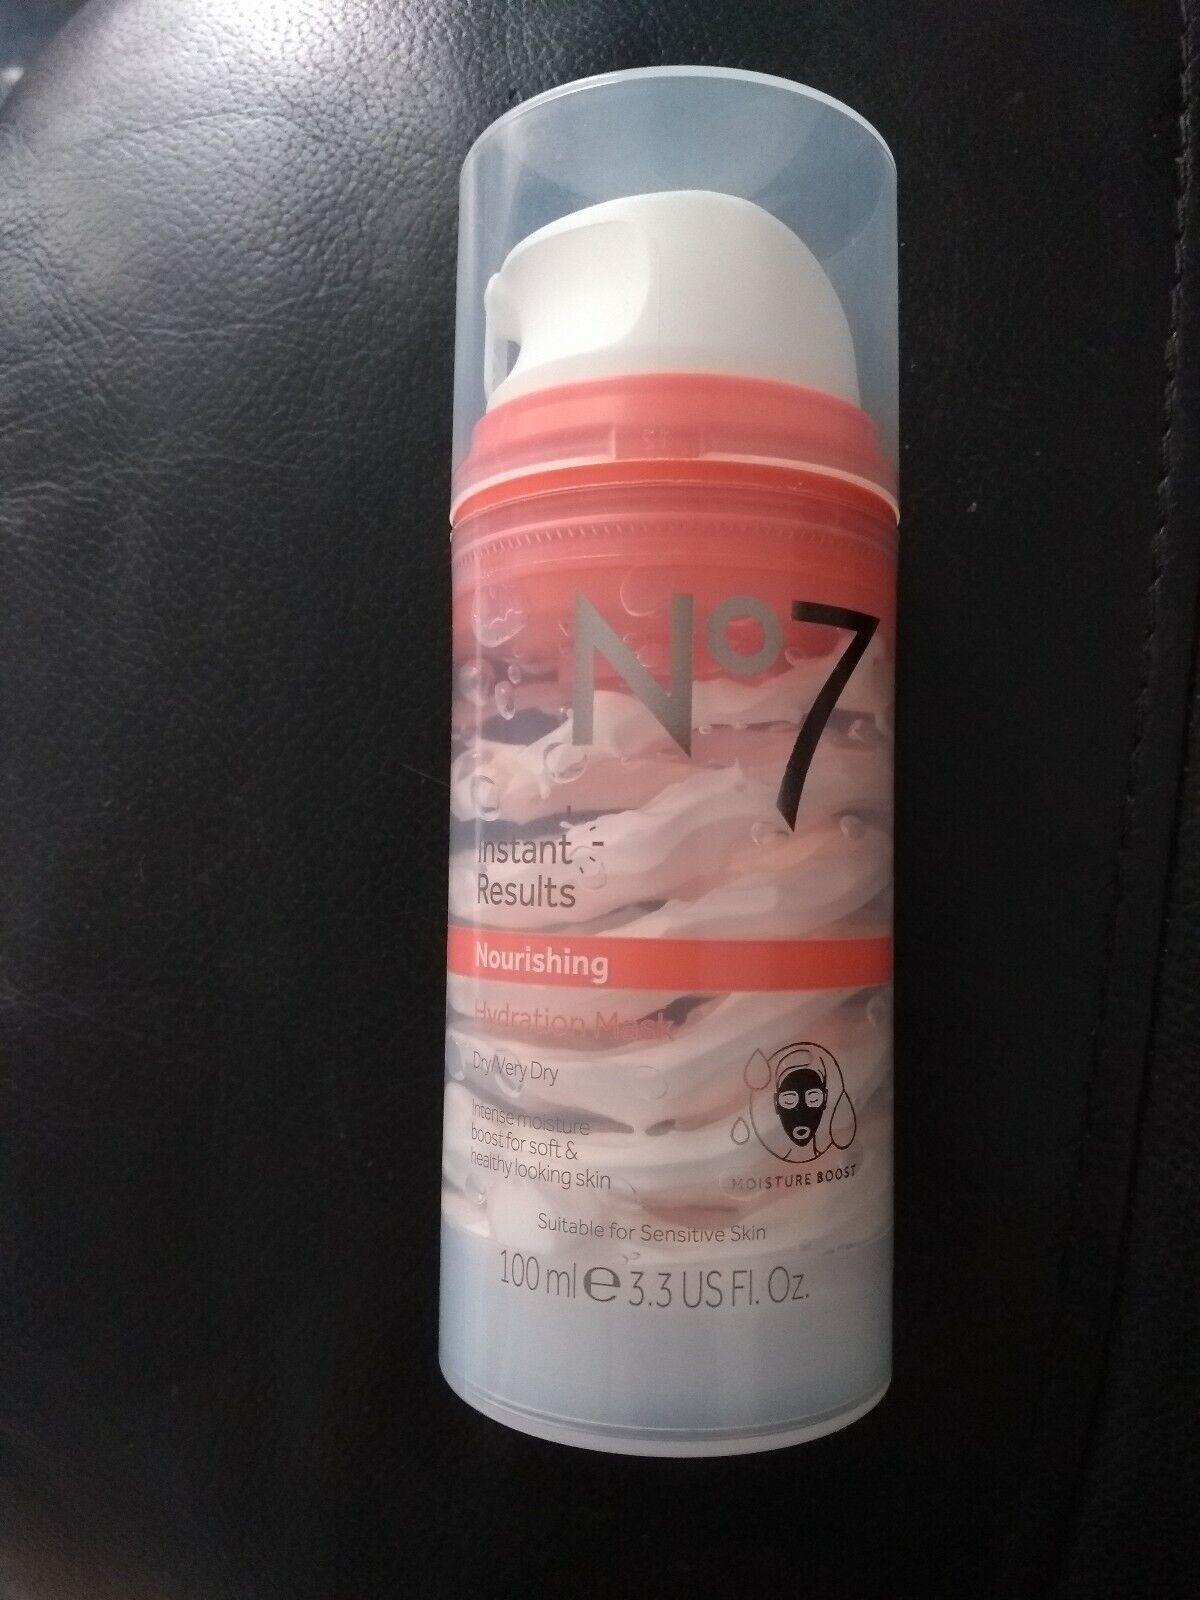 No7
Instant
Results
Nourishing
Hydration Mask
Dry/Very Dry
Intense moisture
boost for soft &
healthy looking skin
MOISTURE BOOST
Suitable for Sensitive Skin
100 ml e 3.3 US Fl. Oz.